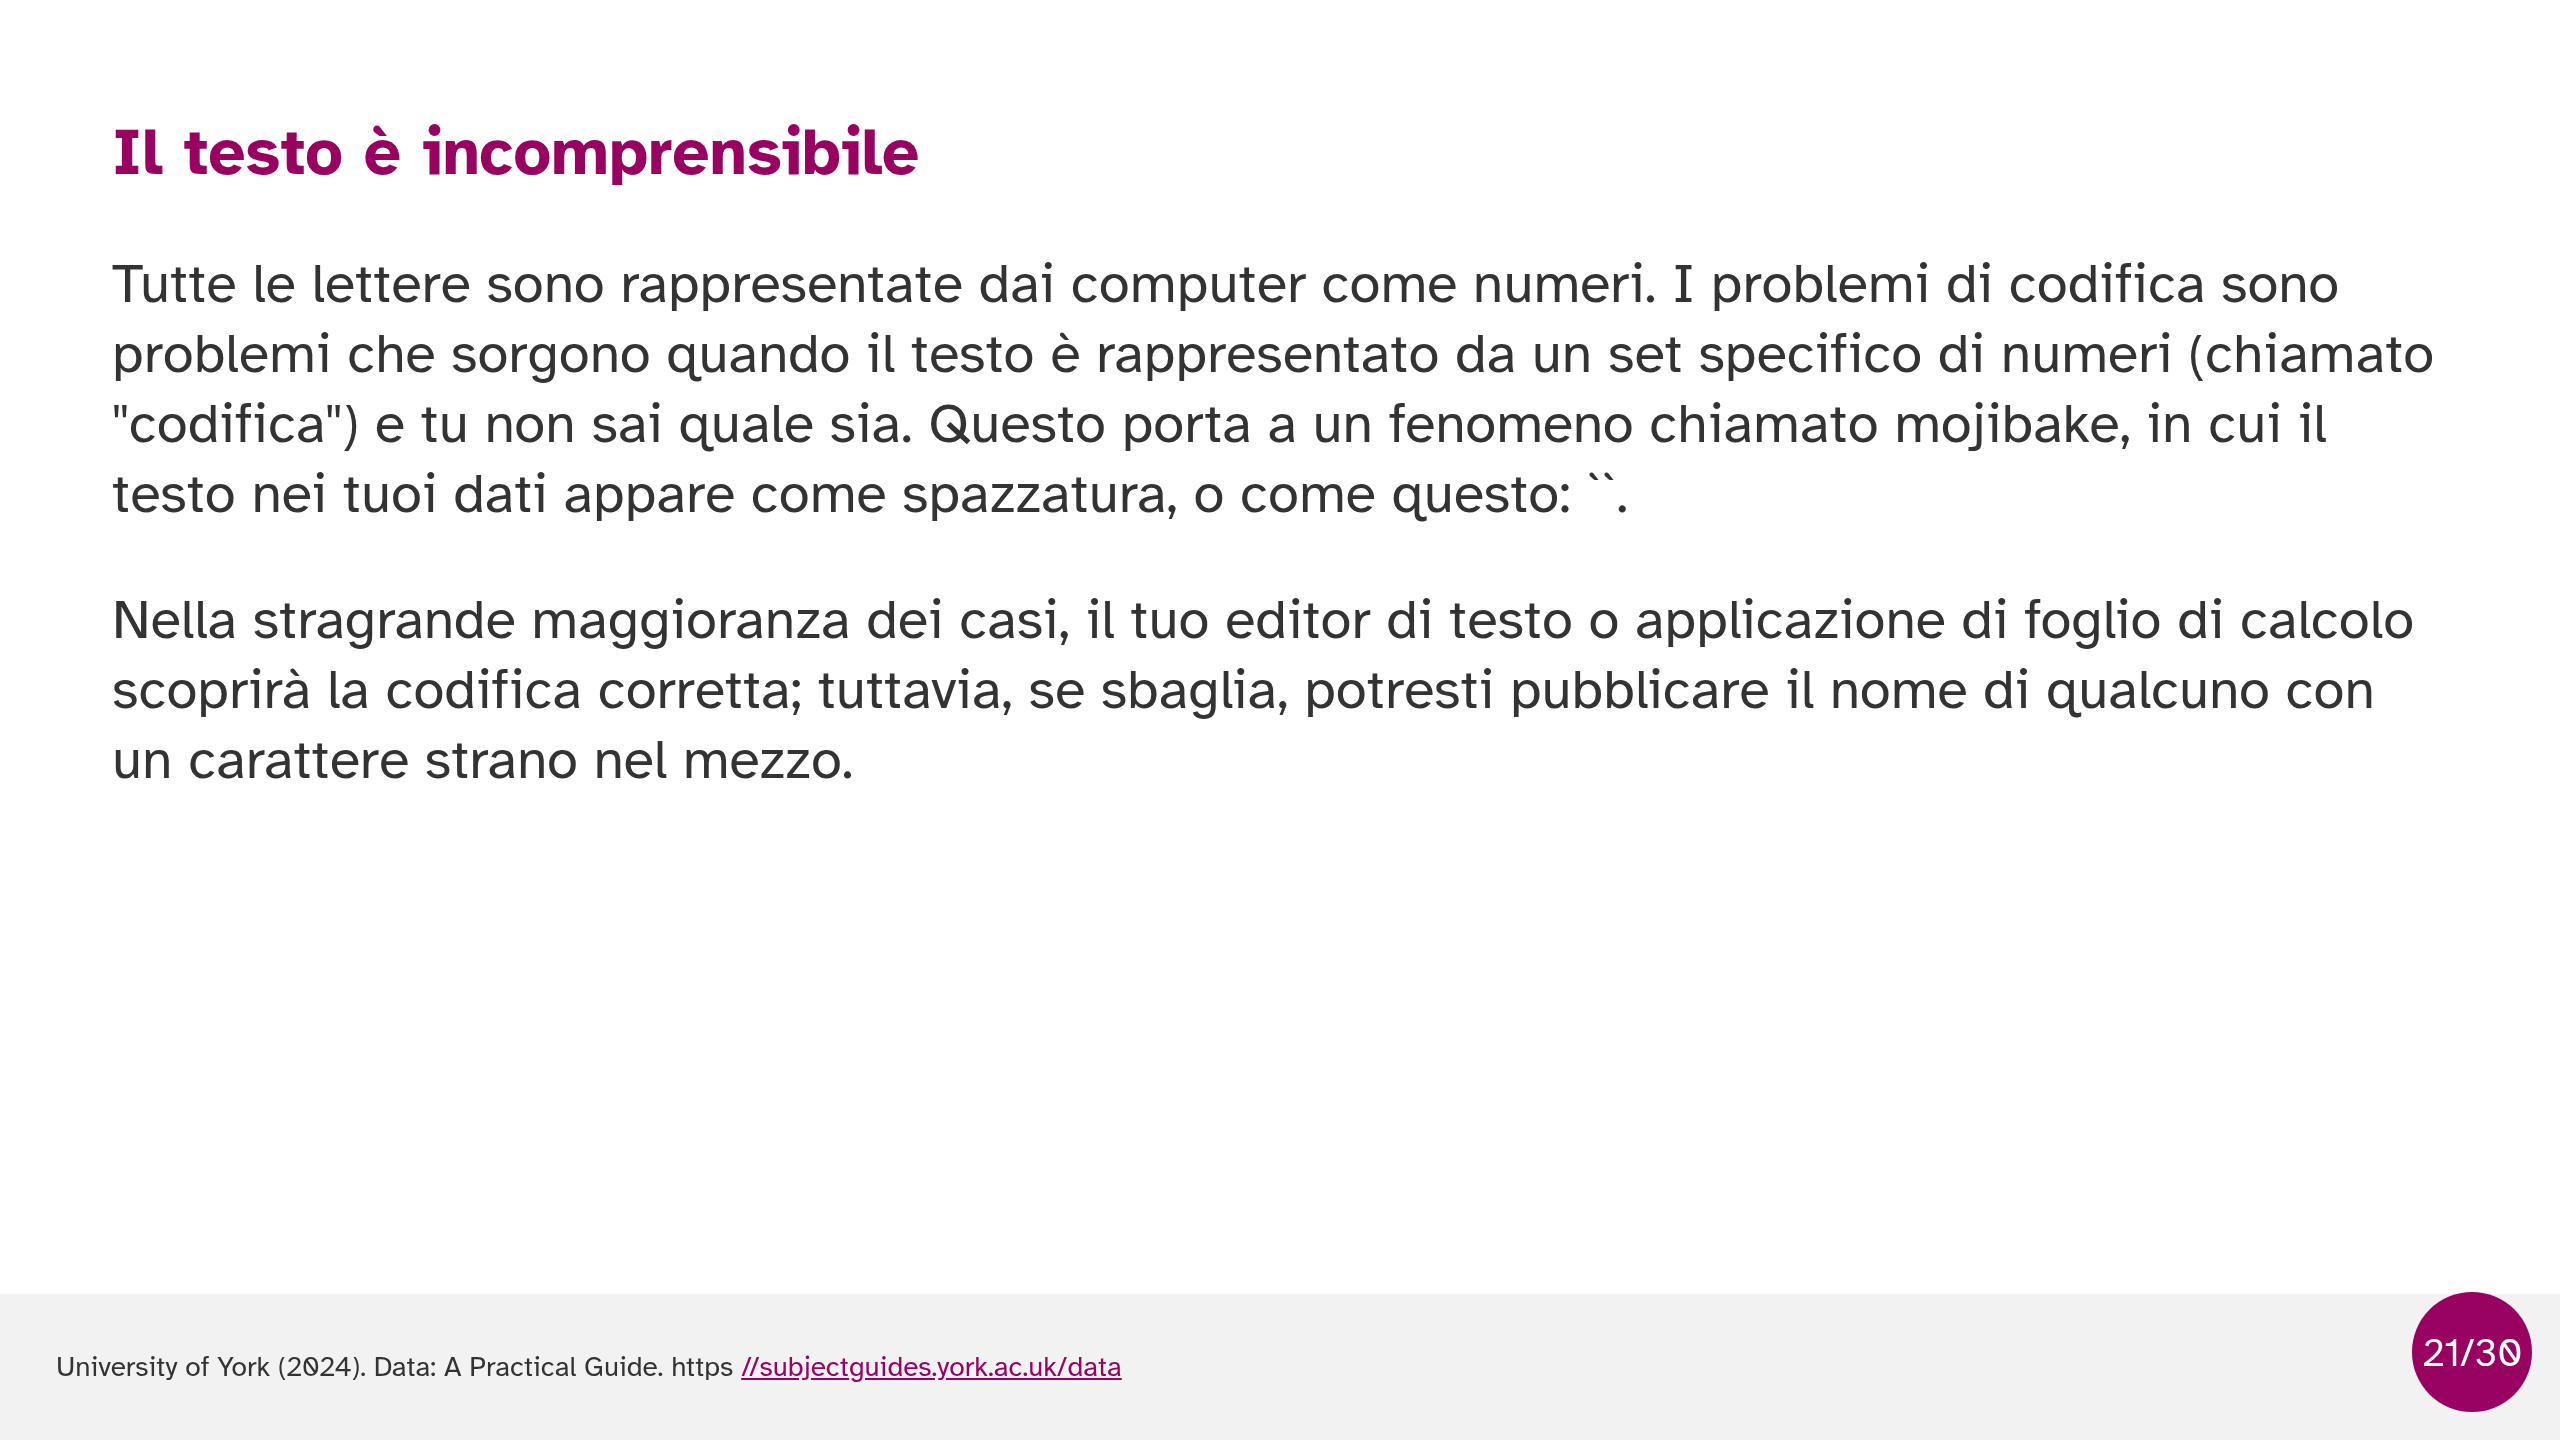 Il testo è incomprensibile
Tutte le lettere sono rappresentate dai computer come numeri. I problemi di codifica sono
problemi che sorgono quando il testo è rappresentato da un set specifico di numeri (chiamato
"codifica") e tu non sai quale sia. Questo porta a un fenomeno chiamato mojibake, in cui il
testo nei tuoi dati appare come spazzatura, o come questo: ``.
Nella stragrande maggioranza dei casi, il tuo editor di testo o applicazione di foglio di calcolo
scoprirà la codifica corretta; tuttavia, se sbaglia, potresti pubblicare il nome di qualcuno con
un carattere strano nel mezzo.
University of York (2024). Data: A Practical Guide. https //subjectguides.york.ac.uk/data
21/30